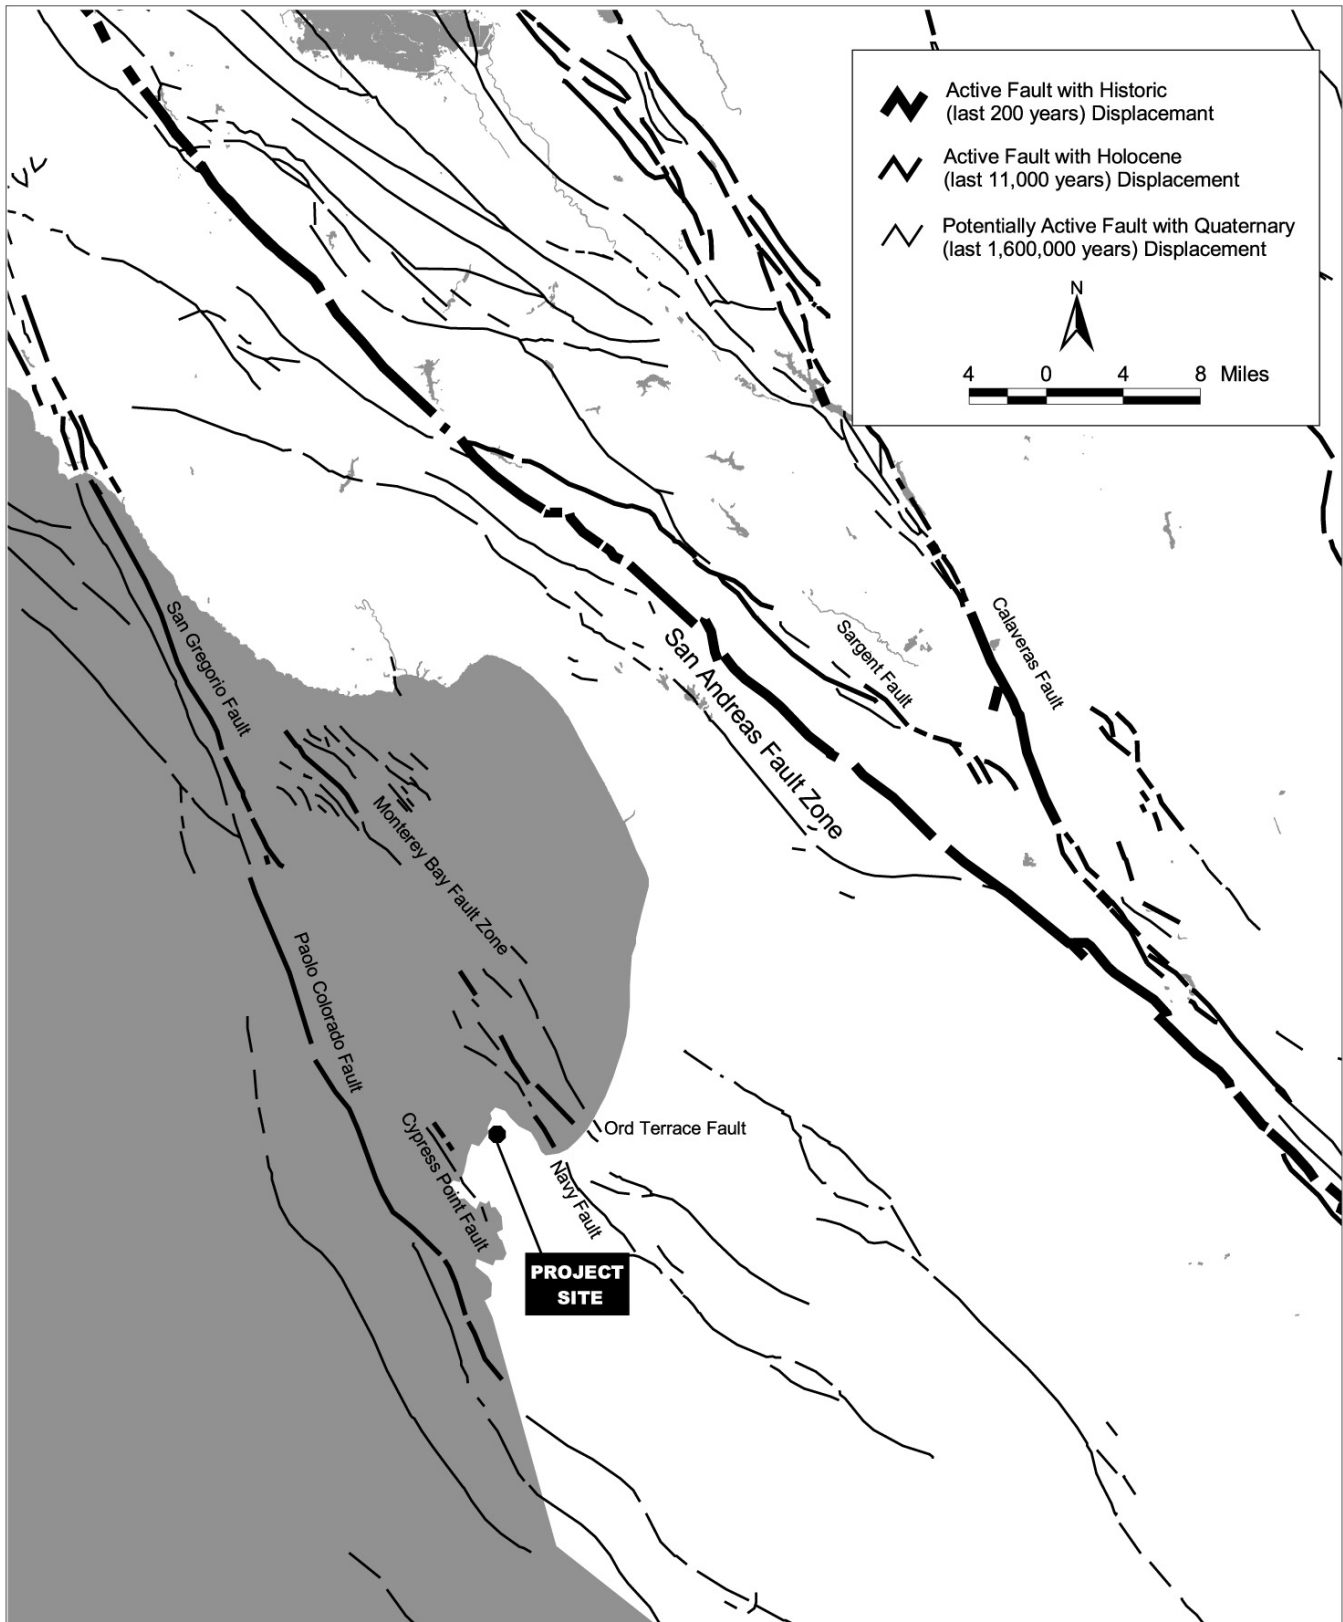 Active Fault with Historic
(last 200 years) Displacemant
Active Fault with Holocene
(last 11,000 years) Displacement
Potentially Active Fault with Quaternary
(last 1,600,000 years) Displacement
N
4 0 4 8 Miles
San Gregorio Fault
San Andreas Fault Zone
Sargent Fault
Calaveras Fault
Monterey Bay Fault Zone
Paolo Colorado Fault
Cypress Point Fault
Ord Terrace Fault
Navy Fault
PROJECT
SITE